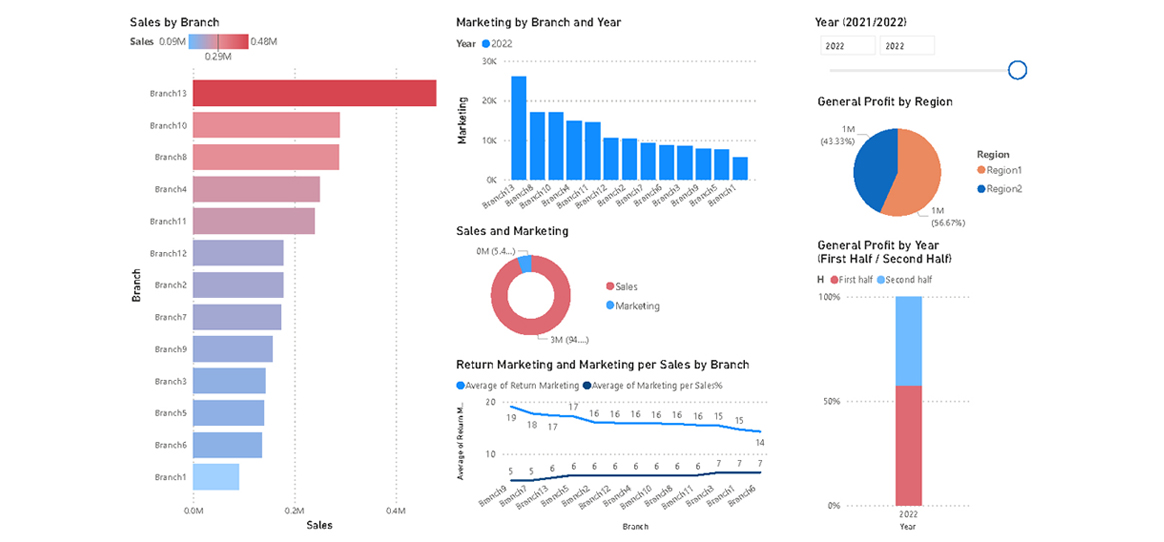 Sales by Branch
Sales 0.09M 0.48M
0.29M
Branch13
Branch10
Branch8
Branch4
Branch11
Branch12
Branch2
Branch7
Branch9
Branch3
Branch5
Branch6
Branch1
Branch
0.0M 0.2M 0.4M
Sales
Marketing by Branch and Year
Year 2022
30K
20K
10K
0K
Marketing
Branch13 Branch8 Branch10 Branch4 Branch11 Branch12 Branch2 Branch7 Branch6 Branch3 Branch9 Branch5 Branch1
Sales and Marketing
0M (5.4...)
3M (94....)
Sales
Marketing
Return Marketing and Marketing per Sales by Branch
Average of Return Marketing Average of Marketing per Sales%
20
10
Average of Return M...
19 18 17 17 16 16 16 16 16 16 15 15 14
5 5 6 6 6 6 6 6 6 6 7 7 7
Branch9 Branch7 Branch13 Branch5 Branch2 Branch12 Branch4 Branch10 Branch8 Branch11 Branch3 Branch1 Branch6
Branch
Year (2021/2022)
2022 2022
General Profit by Region
1M
(43.33%)
1M
(56.67%)
Region
Region1
Region2
General Profit by Year
(First Half / Second Half)
H First half Second half
100%
50%
0%
2022
Year